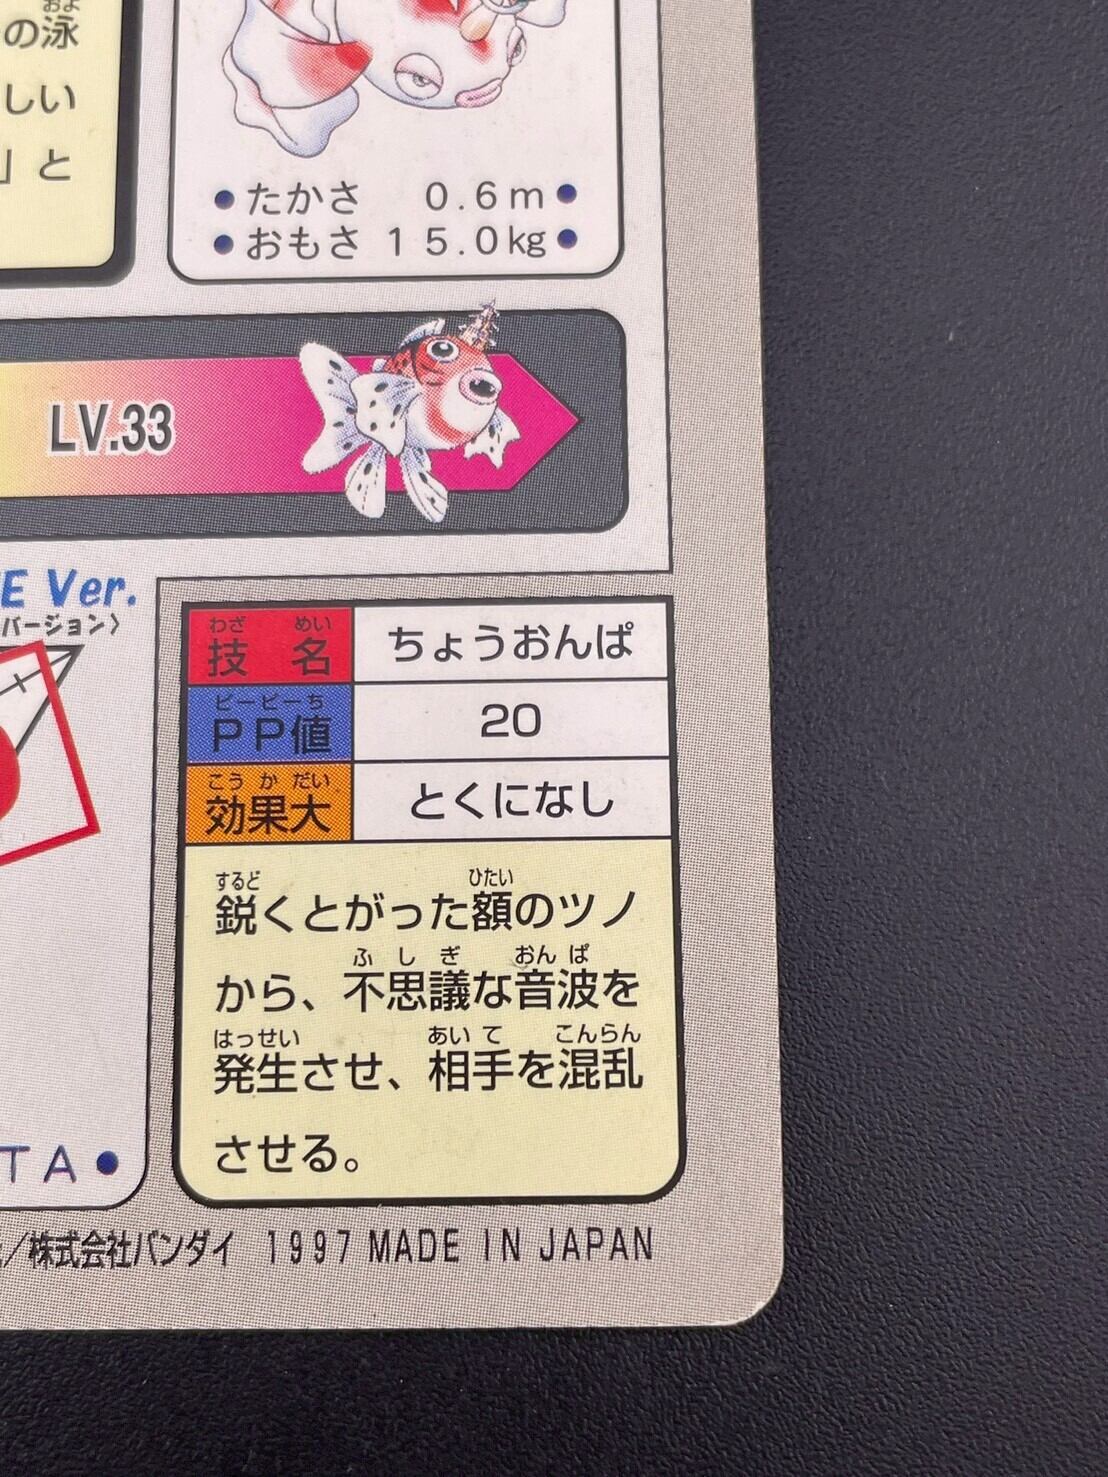 の泳
およ
しい
」と
●たかさ 0.6m●
●おもさ 15.0kg●
LV.33
E Ver.
バージョン〉
わざ めい
技名 ちょうおんぱ
ピーピーち
PP値 20
こうかだい
効果大 とくになし
するど ひたい
鋭くとがった額のツノ
ふしぎ おんぱ
から、不思議な音波を
はっせい あいて こんらん
発生させ、相手を混乱
させる。
TA●
／株式会社バンダイ 1997 MADE IN JAPAN